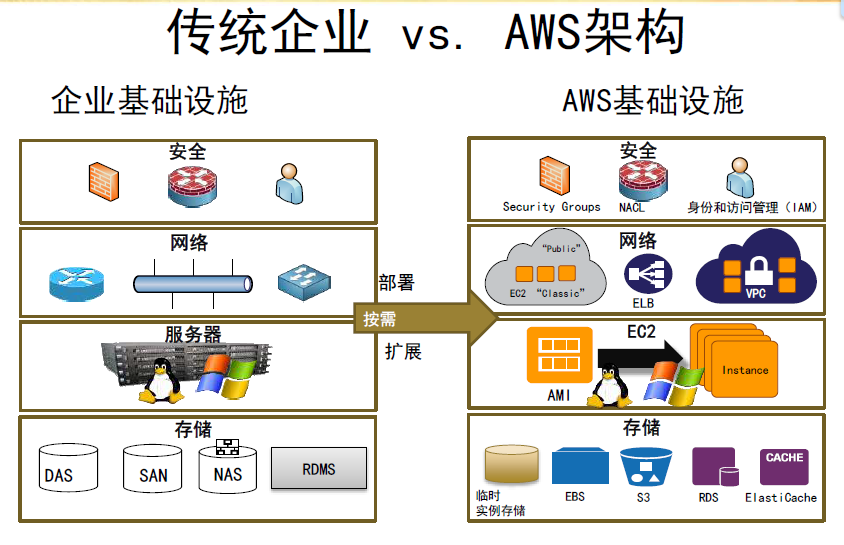 传统企业 vs. AWS架构
企业基础设施
AWS基础设施
安全
网络
服务器
存储
DAS
SAN
NAS
RDMS
部署
按需
扩展
安全
Security Groups
NACL
身份和访问管理（IAM）
网络
“Public”
EC2 “Classic”
ELB
VPC
EC2
AMI
Instance
存储
临时
实例存储
EBS
S3
RDS
CACHE
ElastiCache